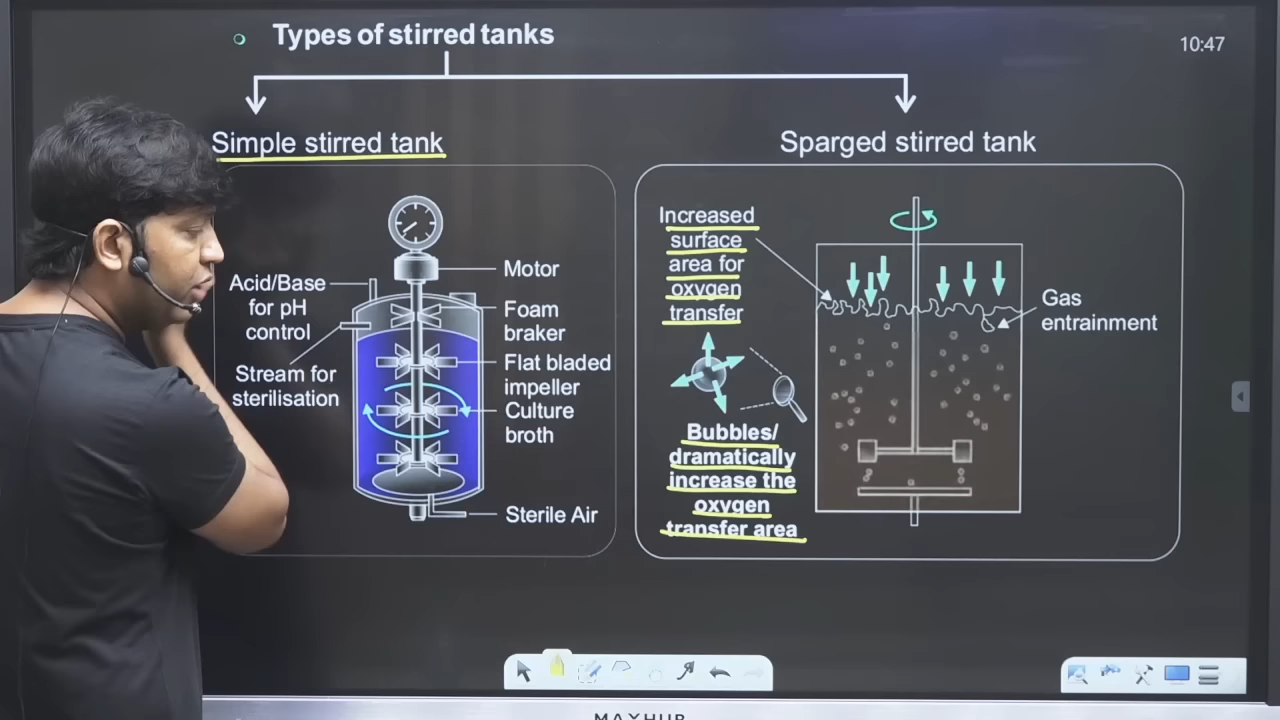 Types of stirred tanks
10:47
Simple stirred tank
Acid/Base
for pH
control
Stream for
sterilisation
Motor
Foam
braker
Flat bladed
impeller
Culture
broth
Sterile Air
Sparged stirred tank
Increased
surface
area for
oxygen
transfer
Bubbles/
dramatically
increase the
oxygen
transfer area
Gas
entrainment
MAXHUB